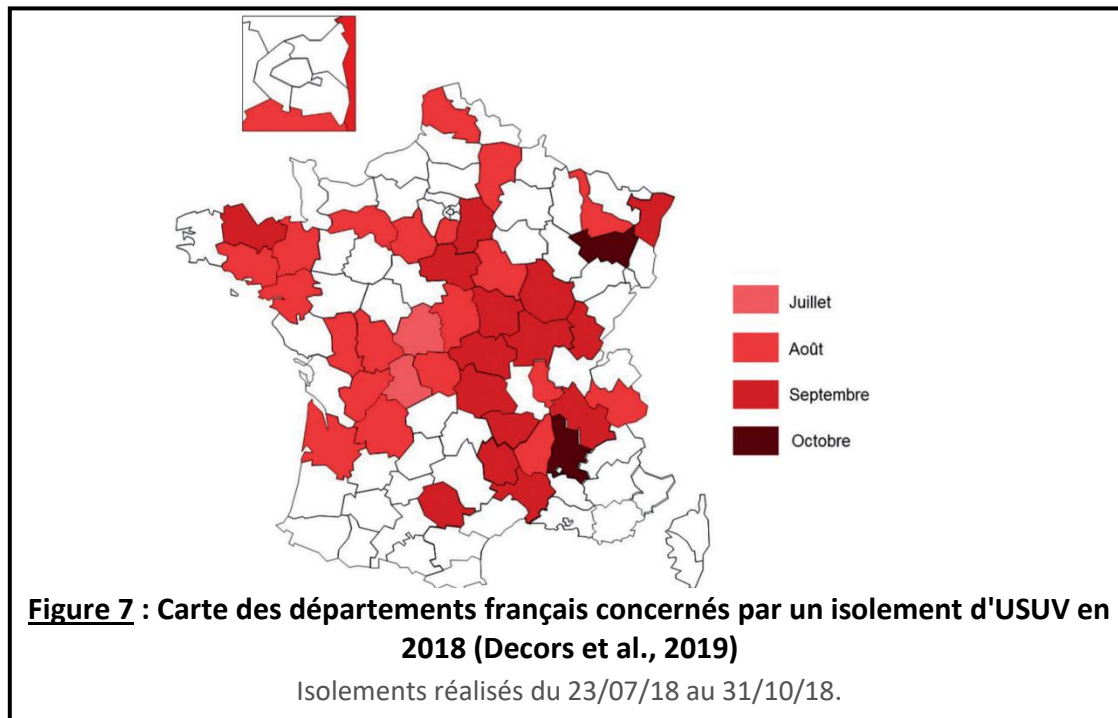 Juillet
Août
Septembre
Octobre
Figure 7 : Carte des départements français concernés par un isolement d'USUV en
2018 (Decors et al., 2019)
Isolements réalisés du 23/07/18 au 31/10/18.